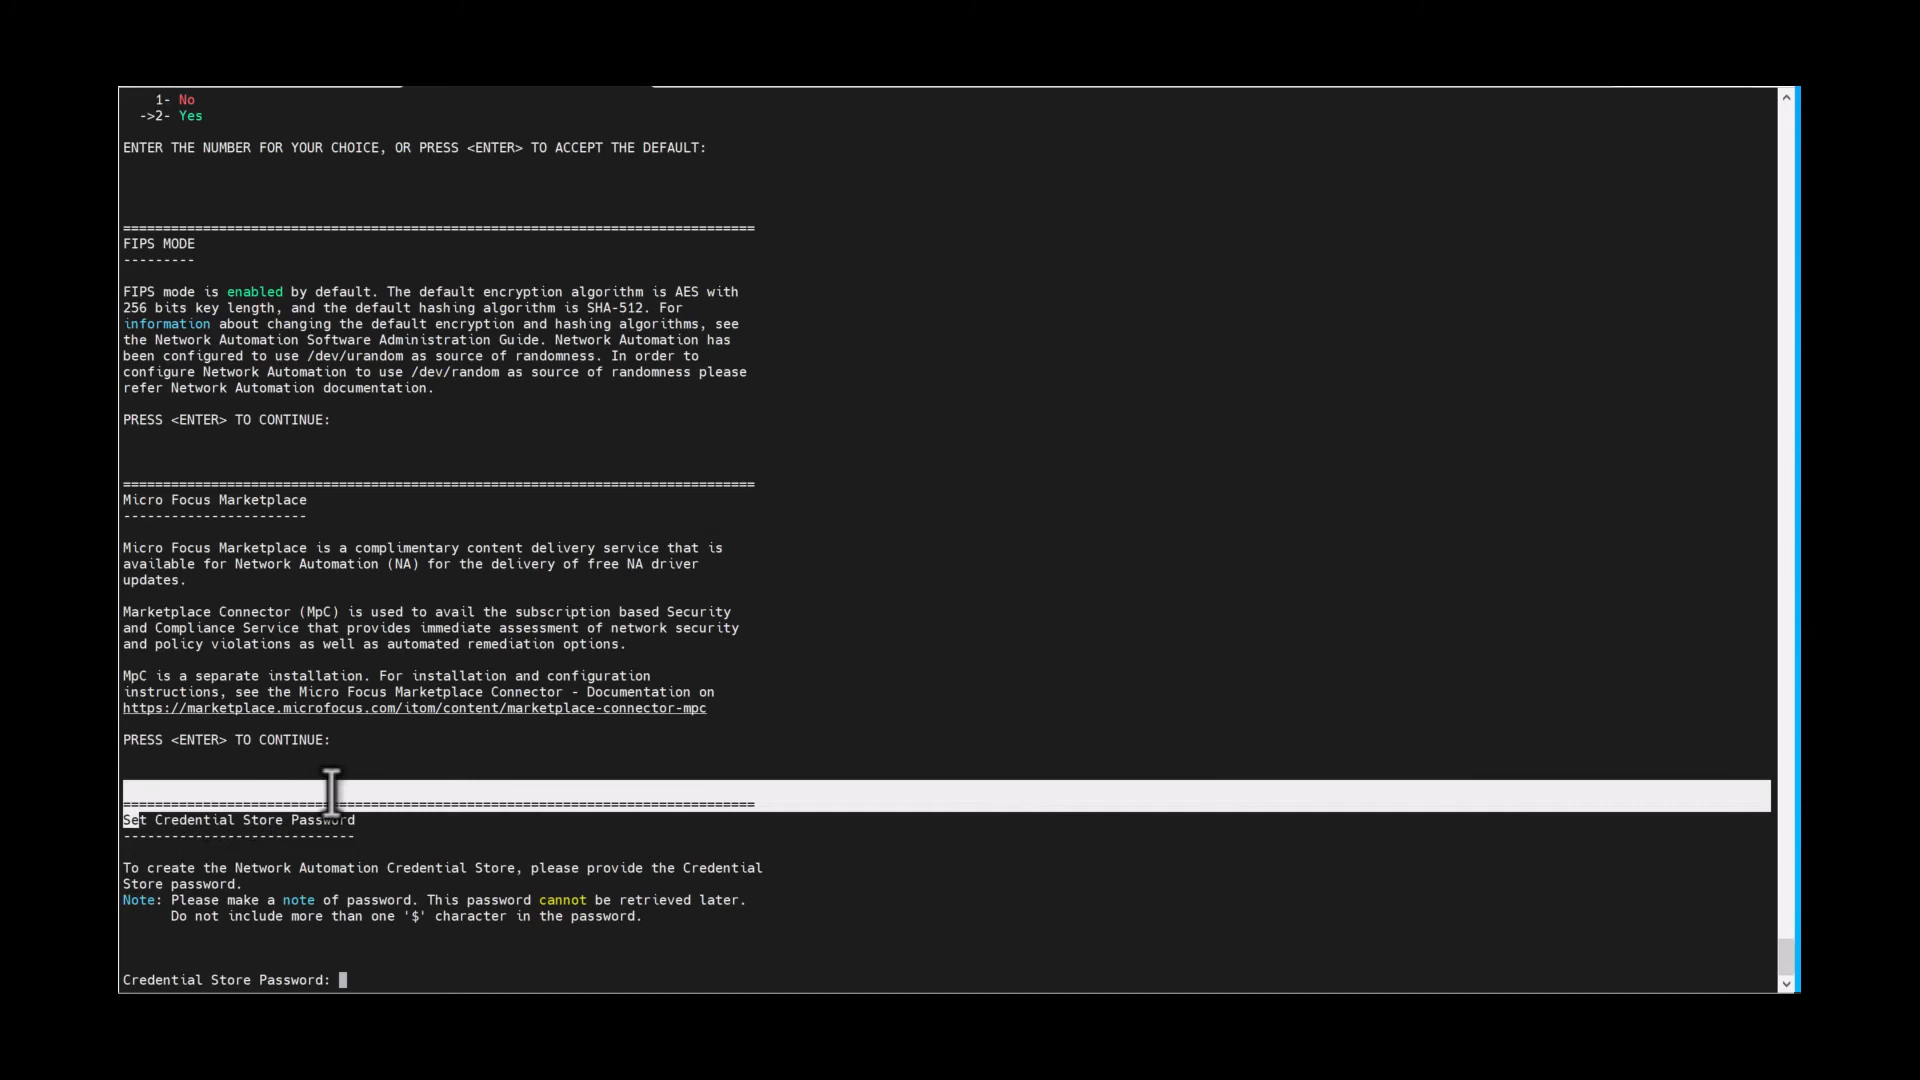 1- No
->2- Yes
ENTER THE NUMBER FOR YOUR CHOICE, OR PRESS <ENTER> TO ACCEPT THE DEFAULT:
===============================================================================
FIPS MODE
---------
FIPS mode is enabled by default. The default encryption algorithm is AES with
256 bits key length, and the default hashing algorithm is SHA-512. For
information about changing the default encryption and hashing algorithms, see
the Network Automation Software Administration Guide. Network Automation has
been configured to use /dev/urandom as source of randomness. In order to
configure Network Automation to use /dev/random as source of randomness please
refer Network Automation documentation.
PRESS <ENTER> TO CONTINUE:
===============================================================================
Micro Focus Marketplace
-----------------------
Micro Focus Marketplace is a complimentary content delivery service that is
available for Network Automation (NA) for the delivery of free NA driver
updates.
Marketplace Connector (MpC) is used to avail the subscription based Security
and Compliance Service that provides immediate assessment of network security
and policy violations as well as automated remediation options.
MpC is a separate installation. For installation and configuration
instructions, see the Micro Focus Marketplace Connector - Documentation on
https://marketplace.microfocus.com/itom/content/marketplace-connector-mpc
PRESS <ENTER> TO CONTINUE:
===============================================================================
Set Credential Store Password
-----------------------------
To create the Network Automation Credential Store, please provide the Credential
Store password.
Note: Please make a note of password. This password cannot be retrieved later.
Do not include more than one '$' character in the password.
Credential Store Password: